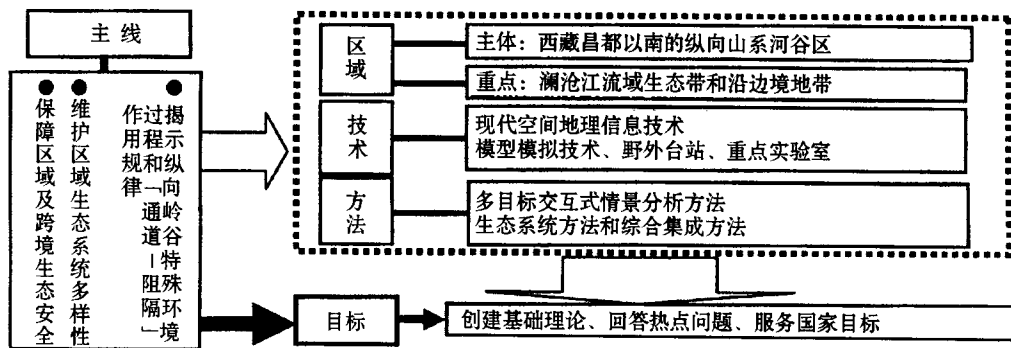 主线
●揭示纵向岭谷特殊环境
过程和「通道－阻隔」
作用规律
●维护区域生态系统多样性
●保障区域及跨境生态安全
区域
主体：西藏昌都以南的纵向山系河谷区
重点：澜沧江流域生态带和沿边境地带
技术
现代空间地理信息技术
模型模拟技术、野外台站、重点实验室
方法
多目标交互式情景分析方法
生态系统方法和综合集成方法
目标
创建基础理论、回答热点问题、服务国家目标